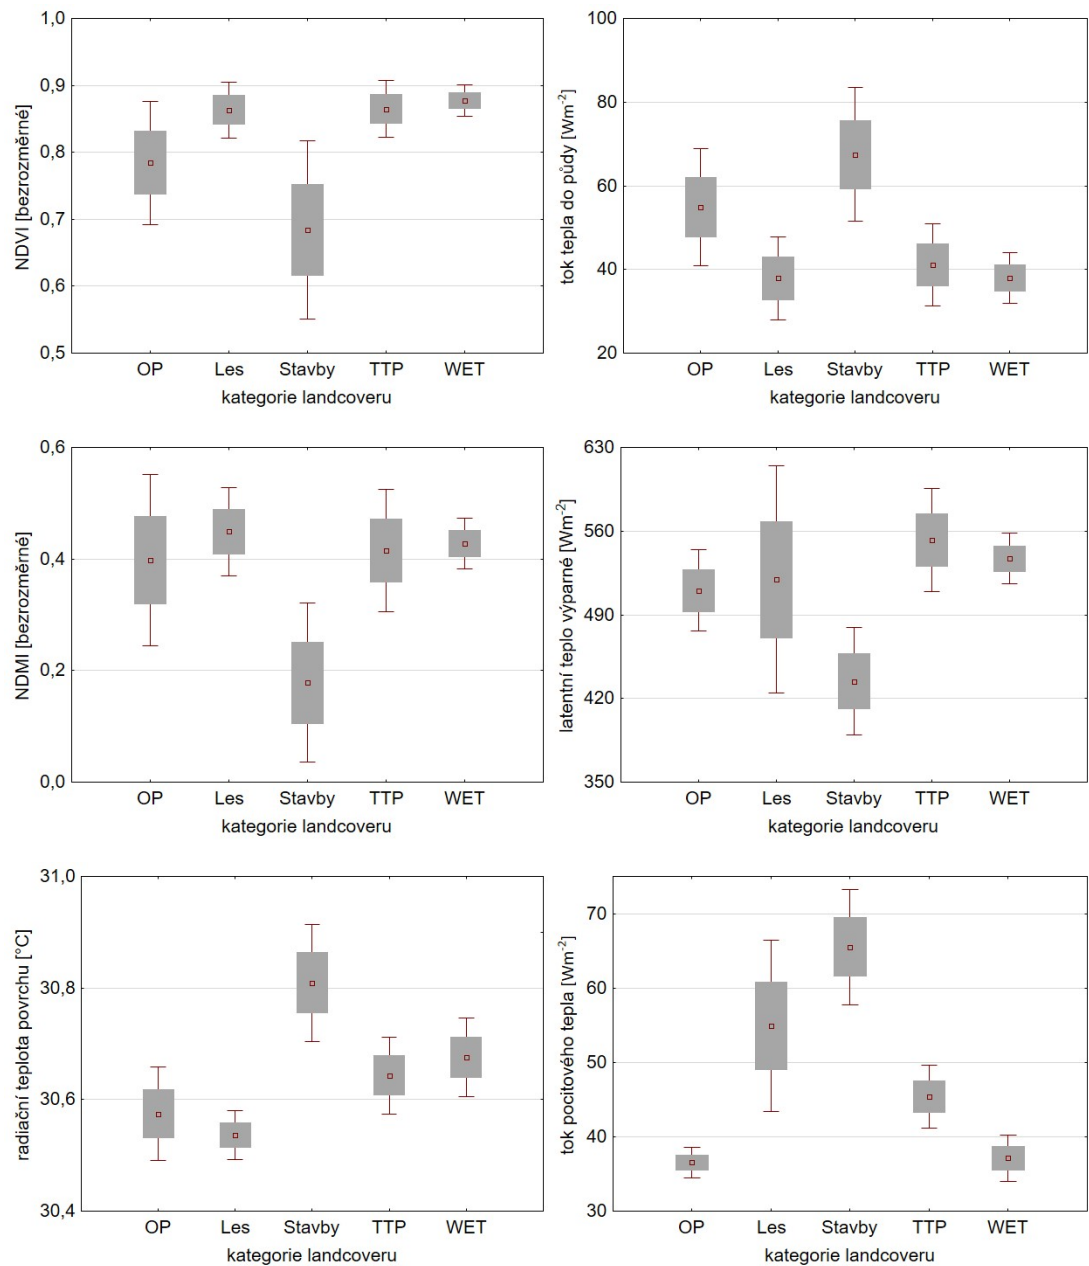 NDVI [bezrozměrné]
1,0
0,9
0,8
0,7
0,6
0,5
OP Les Stavby TTP WET
kategorie landcoveru
tok tepla do půdy [Wm-2]
100
80
60
40
20
OP Les Stavby TTP WET
kategorie landcoveru
NDMI [bezrozměrné]
0,6
0,4
0,2
0,0
OP Les Stavby TTP WET
kategorie landcoveru
latentní teplo výparné [Wm-2]
630
560
490
420
350
OP Les Stavby TTP WET
kategorie landcoveru
radiační teplota povrchu [°C]
31,0
30,8
30,6
30,4
OP Les Stavby TTP WET
kategorie landcoveru
tok pocitového tepla [Wm-2]
70
60
50
40
30
OP Les Stavby TTP WET
kategorie landcoveru